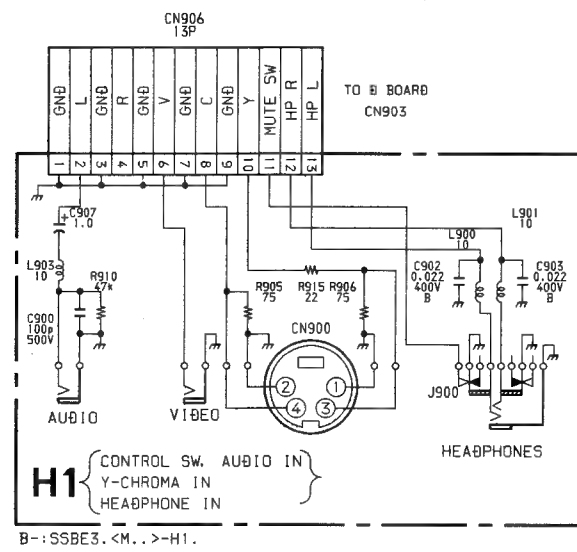 CN906
13P
GND L GND R GND V GND C GND Y MUTE SW HP R HP L
TO B BOARD
CN903
1 2 3 4 5 6 7 8 9 10 11 12 13
C907
1.0
L903
10
R910
47k
C900
100p
500V
R905
75
R915
22
R906
75
L900
10
L901
10
C902
0.022
400V
B
C903
0.022
400V
B
CN900
2 1
4 3
J900
AUDIO
VIDEO
HEADPHONES
H1
CONTROL SW. AUDIO IN
Y-CHROMA IN
HEADPHONE IN
B-:SSBE3.<M..>-H1.